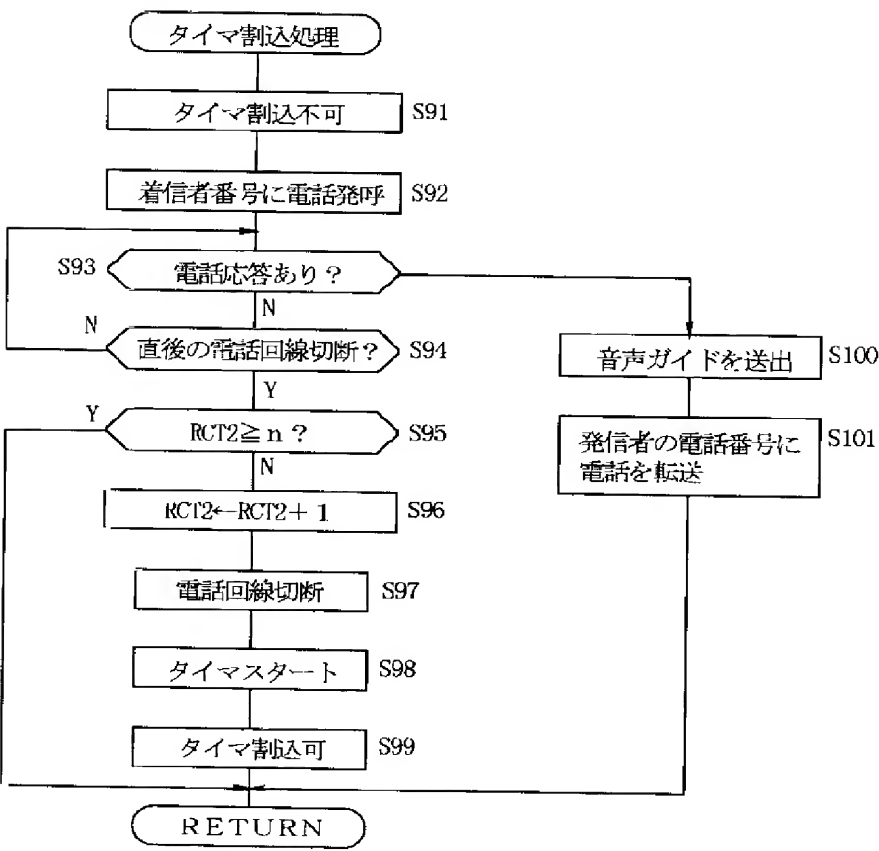 タイマ割込処理
タイマ割込不可 S91
着信者番号に電話発呼 S92
S93 電話応答あり？
N
N
直後の電話回線切断？ S94
Y
Y
RCT2≧n？ S95
N
RCT2←RCT2＋1 S96
電話回線切断 S97
タイマスタート S98
タイマ割込可 S99
音声ガイドを送出 S100
発信者の電話番号に S101
電話を転送
RETURN